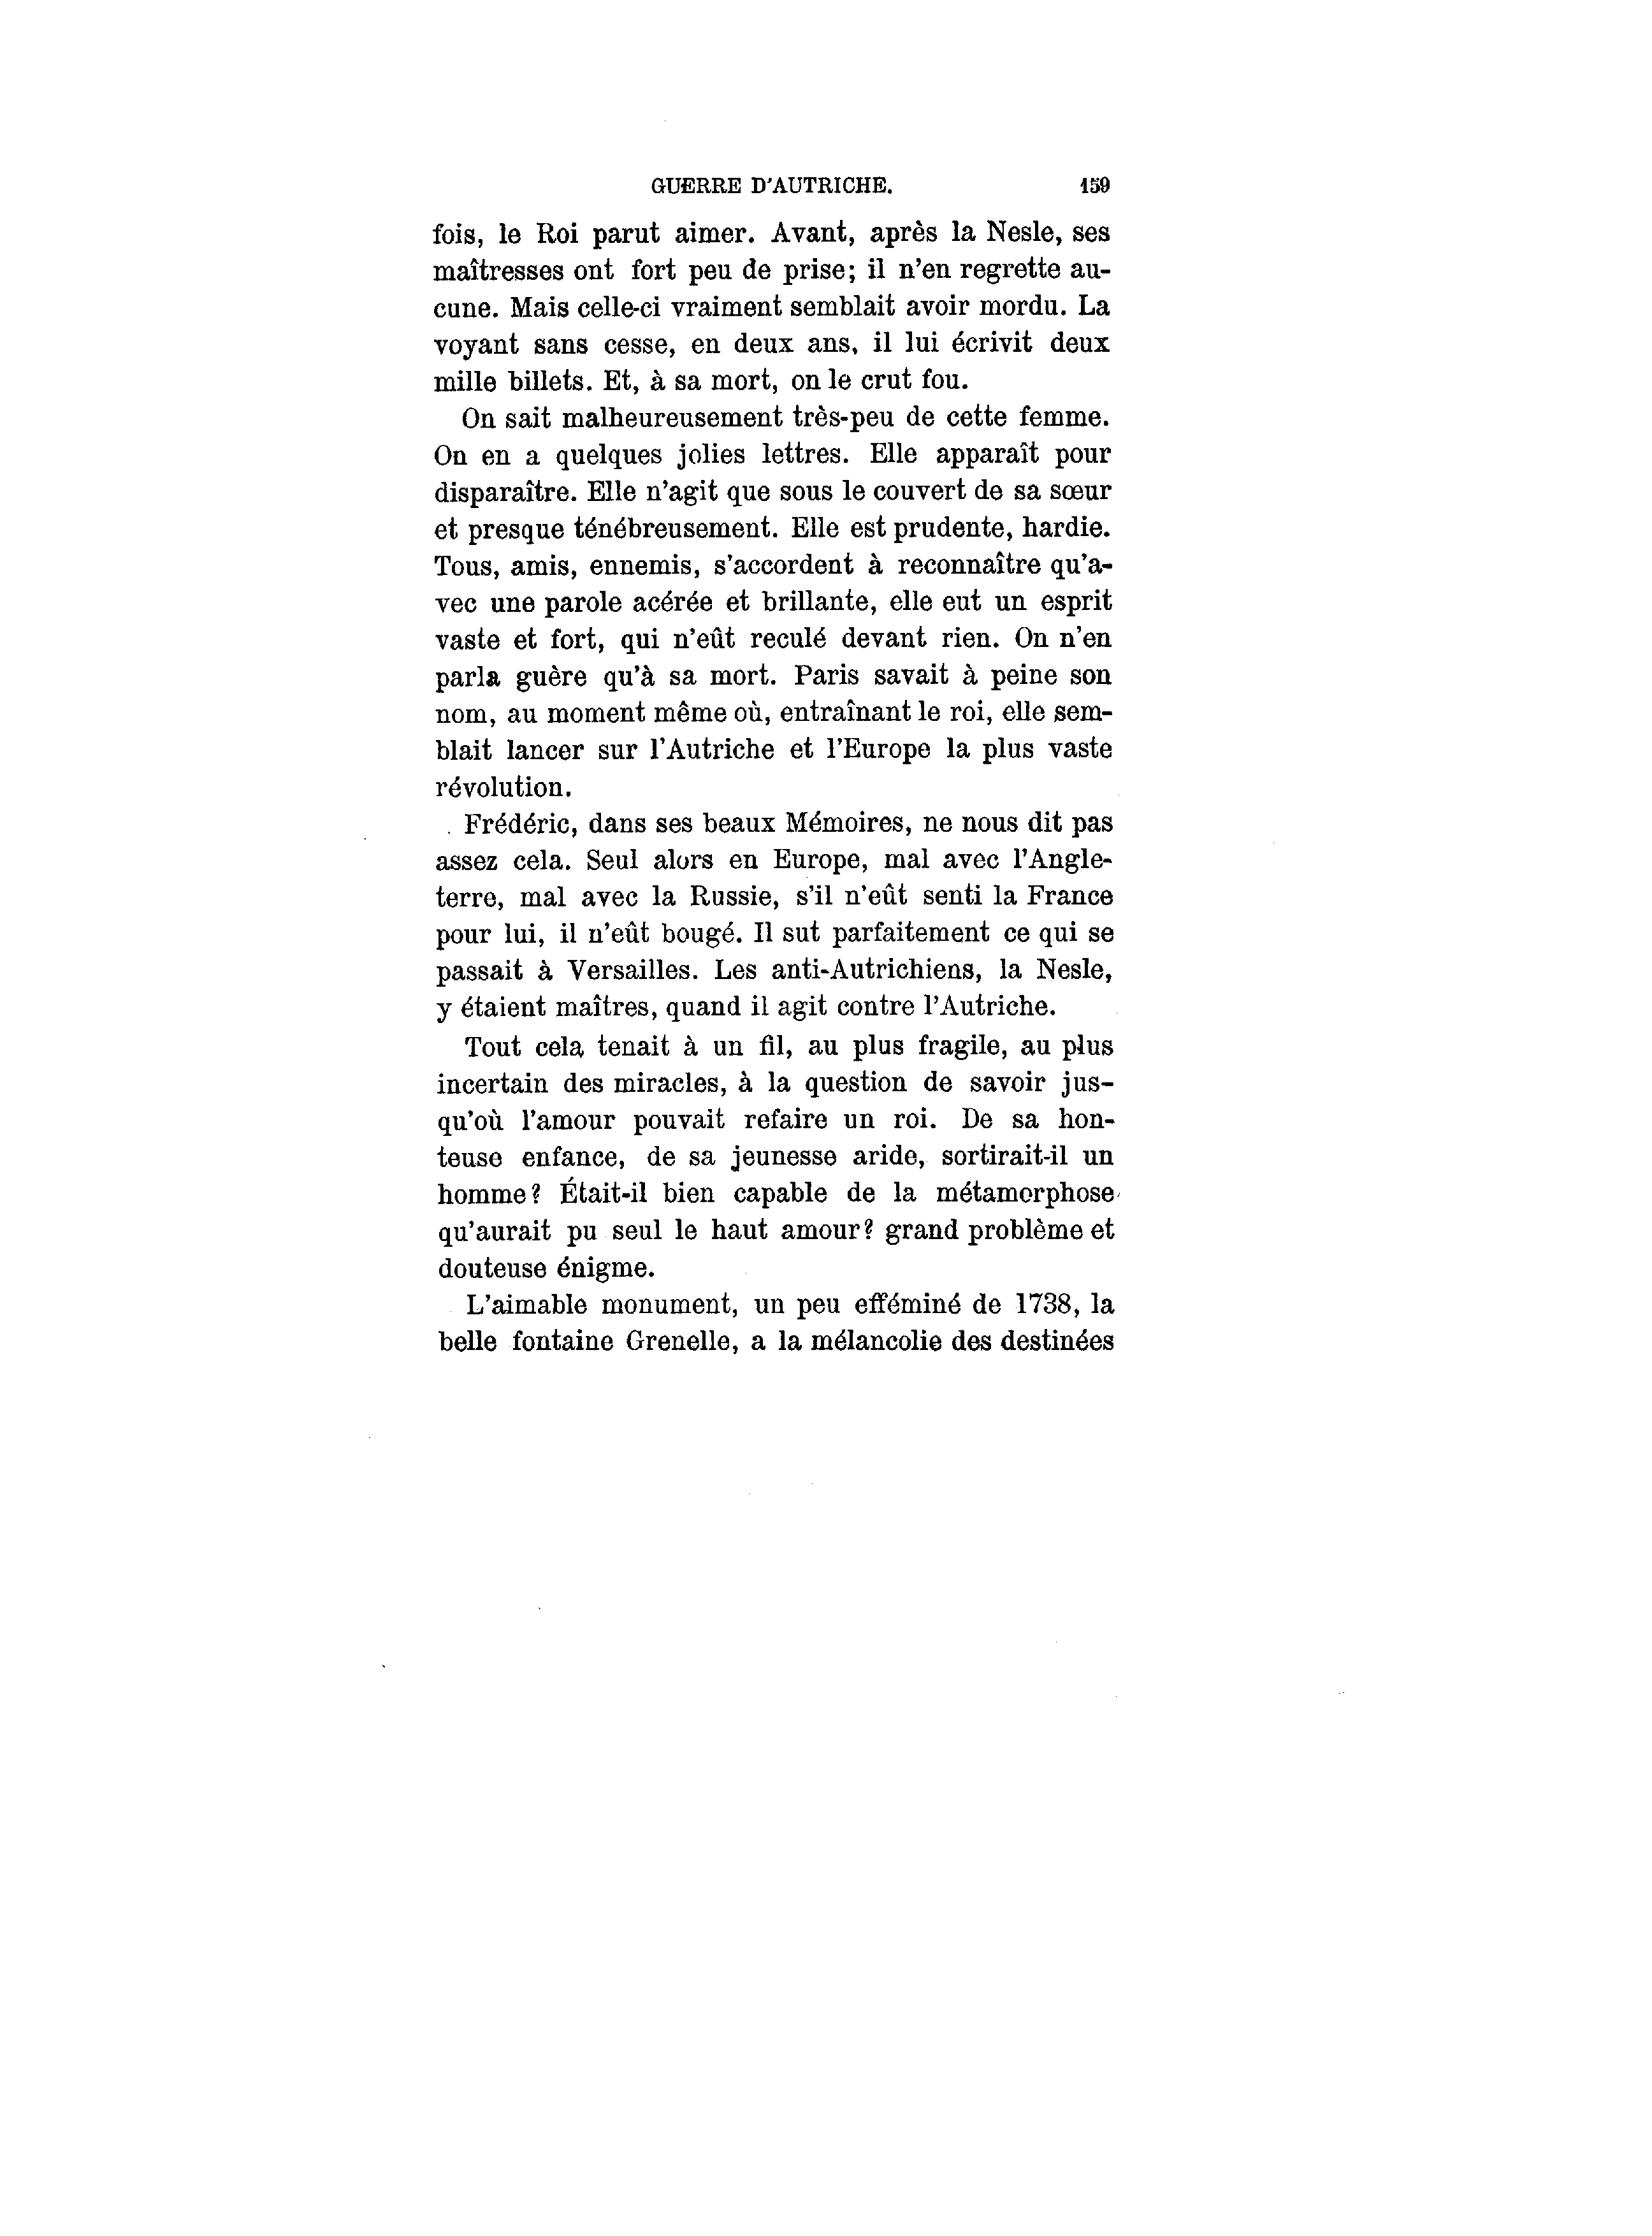 GUERRE D'AUTRICHE. 159
fois, le Roi parut aimer. Avant, après la Nesle, ses
maîtresses ont fort peu de prise; il n'en regrette au-
cune. Mais celle-ci vraiment semblait avoir mordu. La
voyant sans cesse, en deux ans, il lui écrivit deux
mille billets. Et, à sa mort, on le crut fou.
On sait malheureusement très-peu de cette femme.
On en a quelques jolies lettres. Elle apparaît pour
disparaître. Elle n'agit que sous le couvert de sa sœur
et presque ténébreusement. Elle est prudente, hardie.
Tous, amis, ennemis, s'accordent à reconnaître qu'a-
vec une parole acérée et brillante, elle eut un esprit
vaste et fort, qui n'eût reculé devant rien. On n'en
parla guère qu'à sa mort. Paris savait à peine son
nom, au moment même où, entraînant le roi, elle sem-
blait lancer sur l'Autriche et l'Europe la plus vaste
révolution.
Frédéric, dans ses beaux Mémoires, ne nous dit pas
assez cela. Seul alors en Europe, mal avec l'Angle-
terre, mal avec la Russie, s'il n'eût senti la France
pour lui, il n'eût bougé. Il sut parfaitement ce qui se
passait à Versailles. Les anti-Autrichiens, la Nesle,
y étaient maîtres, quand il agit contre l'Autriche.
Tout cela tenait à un fil, au plus fragile, au plus
incertain des miracles, à la question de savoir jus-
qu'où l'amour pouvait refaire un roi. De sa hon-
teuse enfance, de sa jeunesse aride, sortirait-il un
homme? Était-il bien capable de la métamorphose
qu'aurait pu seul le haut amour? grand problème et
douteuse énigme.
L'aimable monument, un peu efféminé de 1738, la
belle fontaine Grenelle, a la mélancolie des destinées